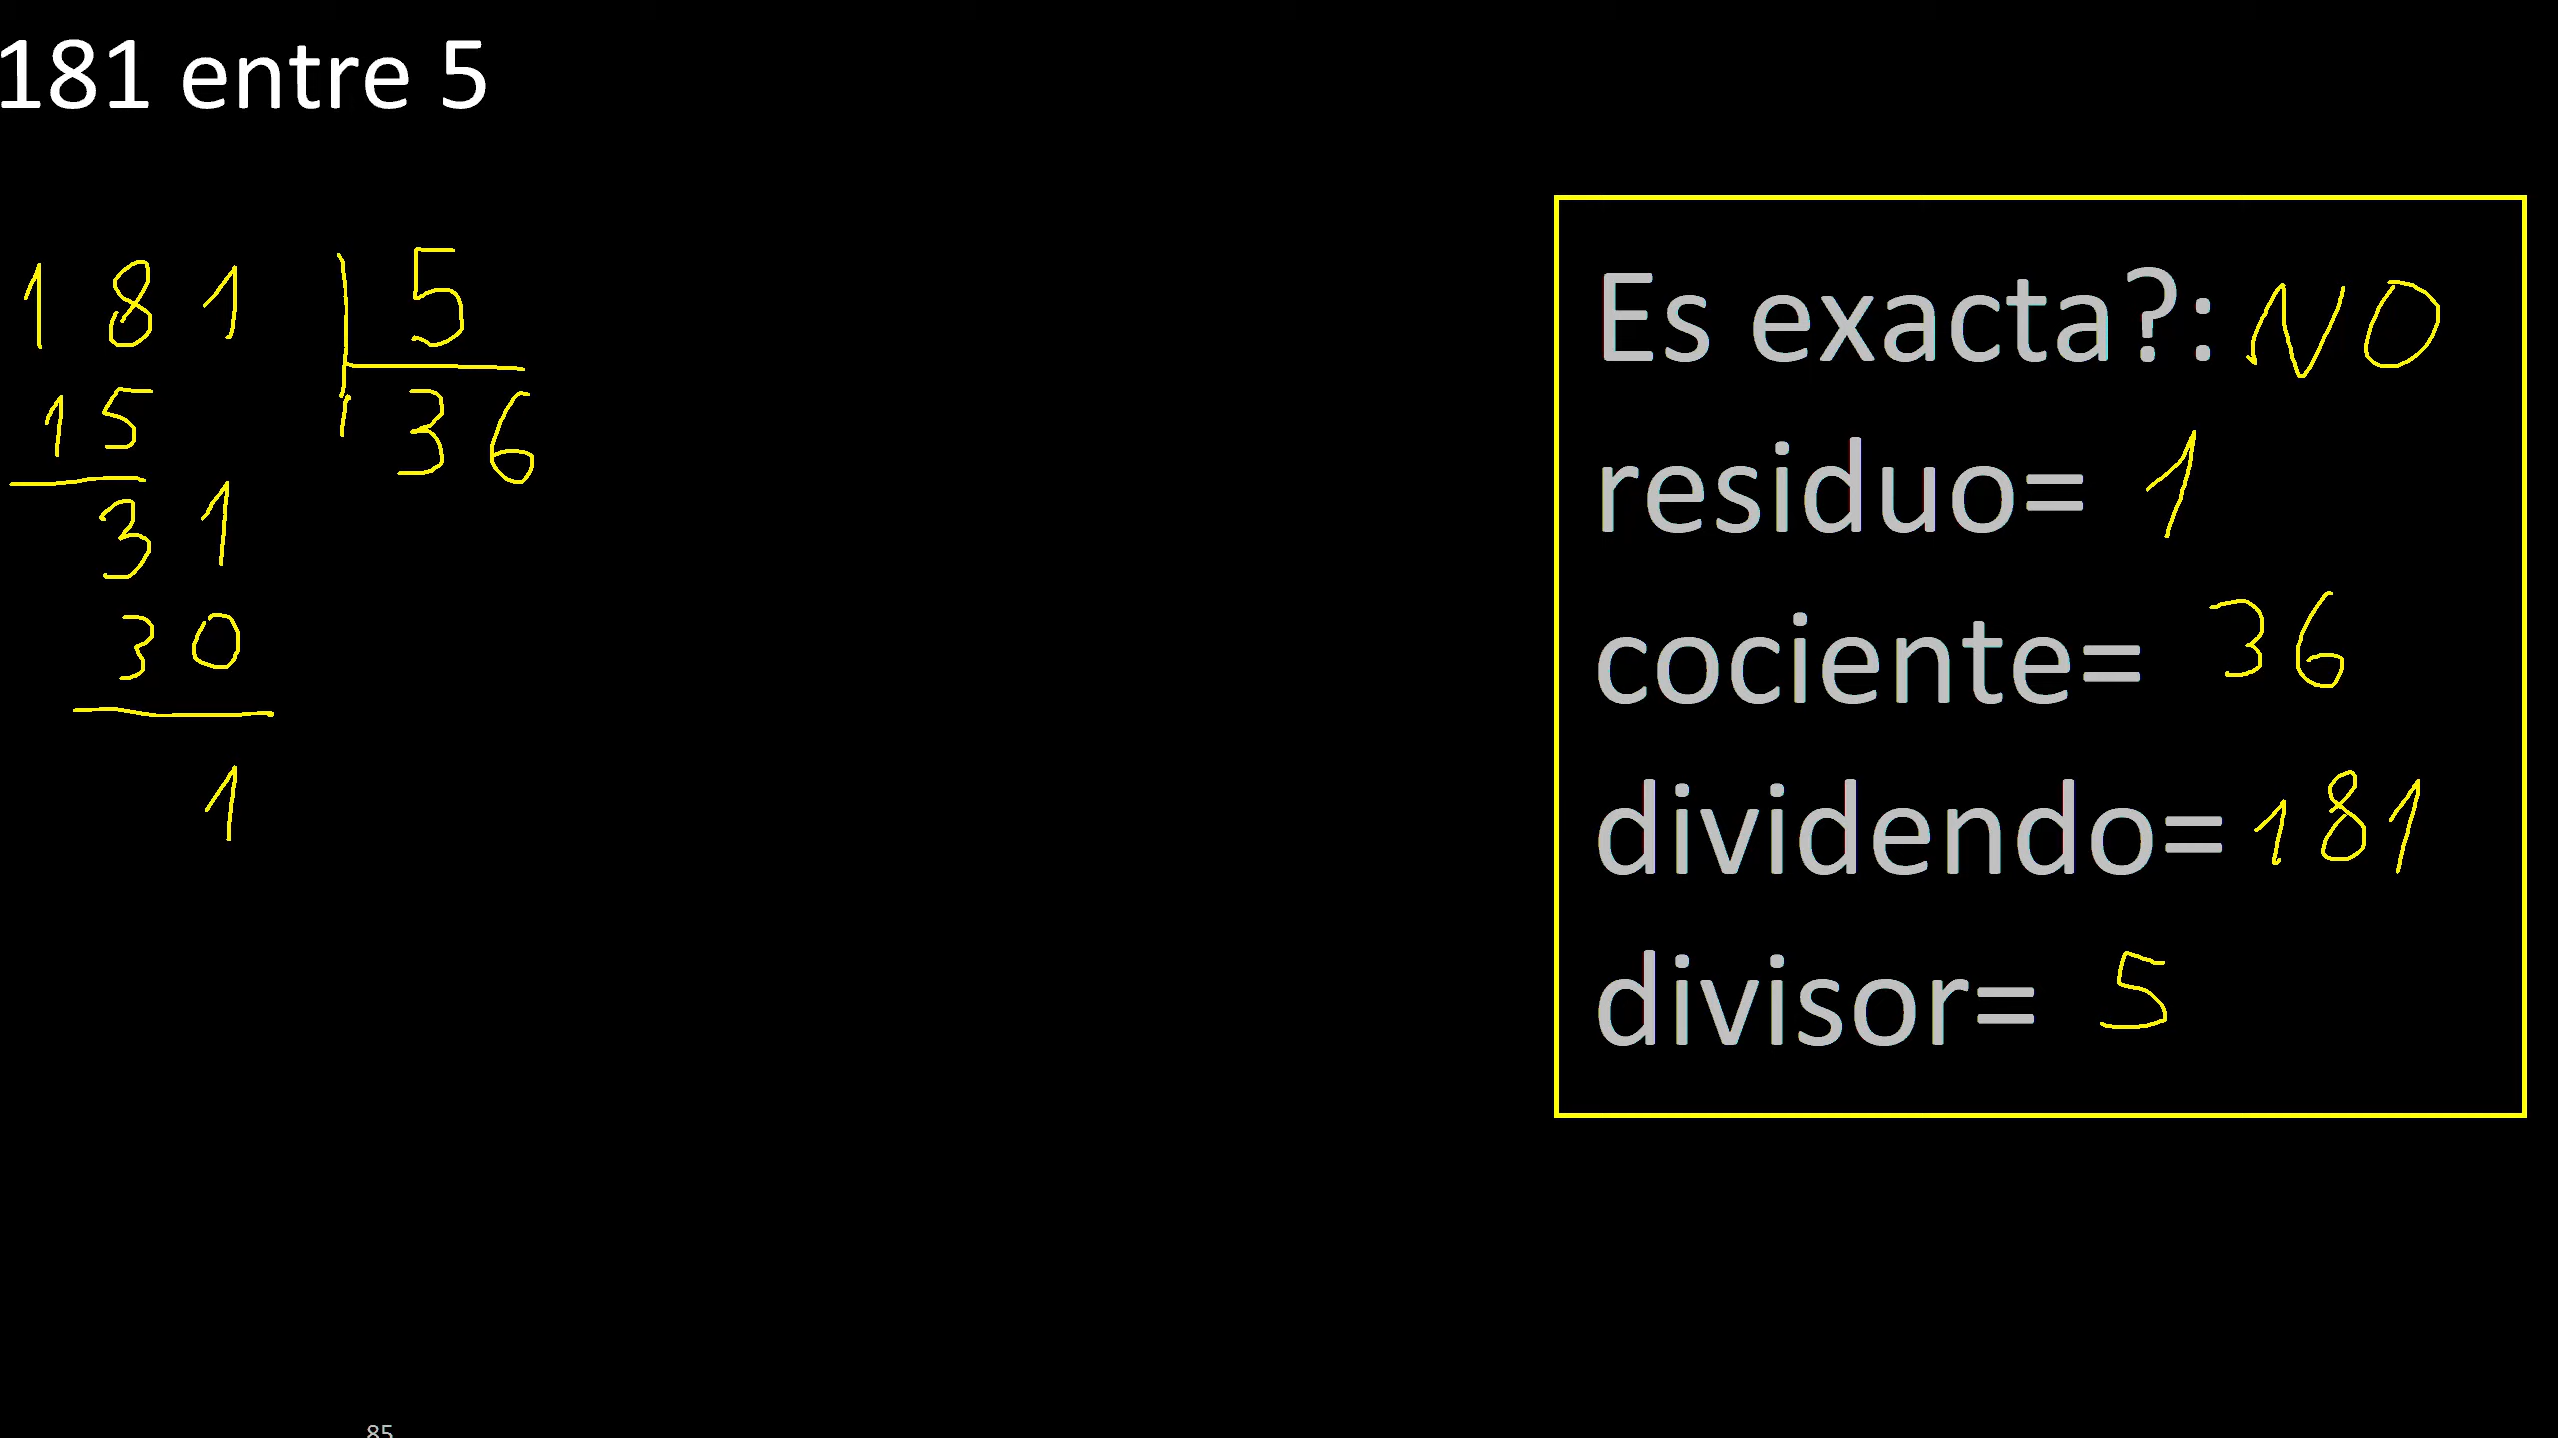 181 entre 5
181 5
15 36
31
30
1
Es exacta?: NO
residuo= 1
cociente= 36
dividendo= 181
divisor= 5
85